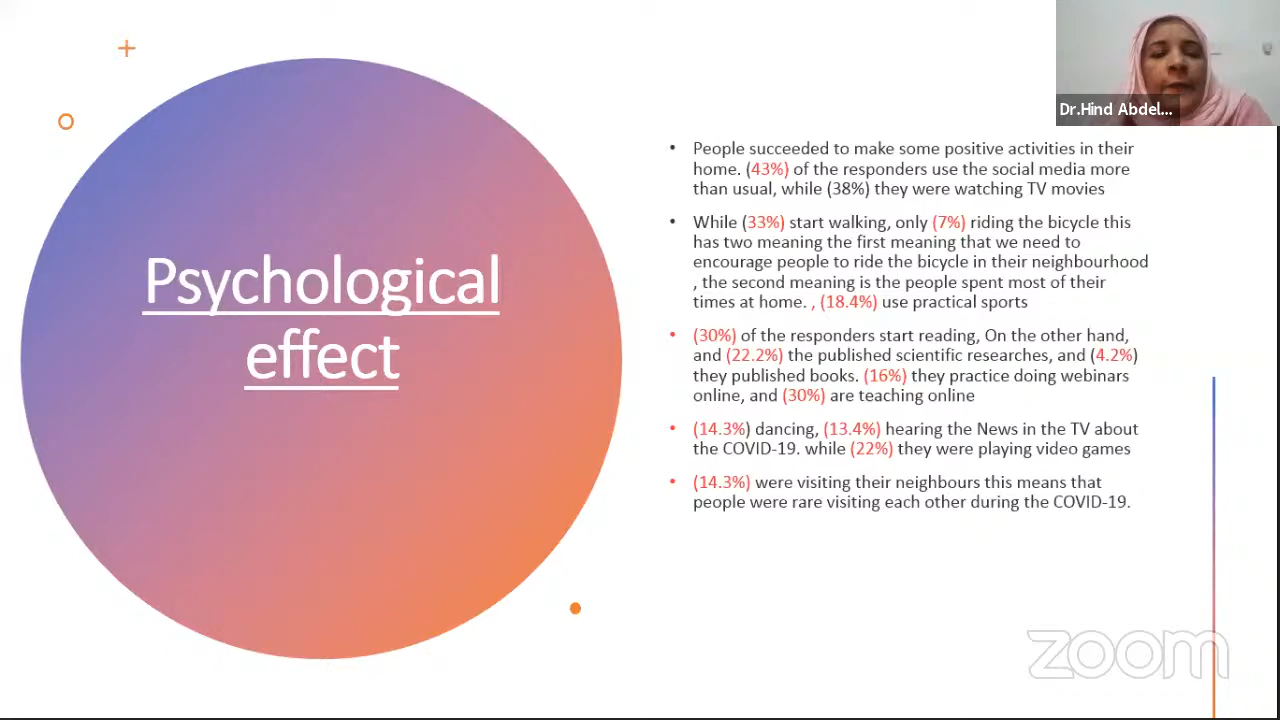 Dr.Hind Abdel...
Psychological
effect
• People succeeded to make some positive activities in their
home. (43%) of the responders use the social media more
than usual, while (38%) they were watching TV movies
• While (33%) start walking, only (7%) riding the bicycle this
has two meaning the first meaning that we need to
encourage people to ride the bicycle in their neighbourhood
, the second meaning is the people spent most of their
times at home. , (18.4%) use practical sports
• (30%) of the responders start reading, On the other hand,
and (22.2%) the published scientific researches, and (4.2%)
they published books. (16%) they practice doing webinars
online, and (30%) are teaching online
• (14.3%) dancing, (13.4%) hearing the News in the TV about
the COVID-19. while (22%) they were playing video games
• (14.3%) were visiting their neighbours this means that
people were rare visiting each other during the COVID-19.
zoom